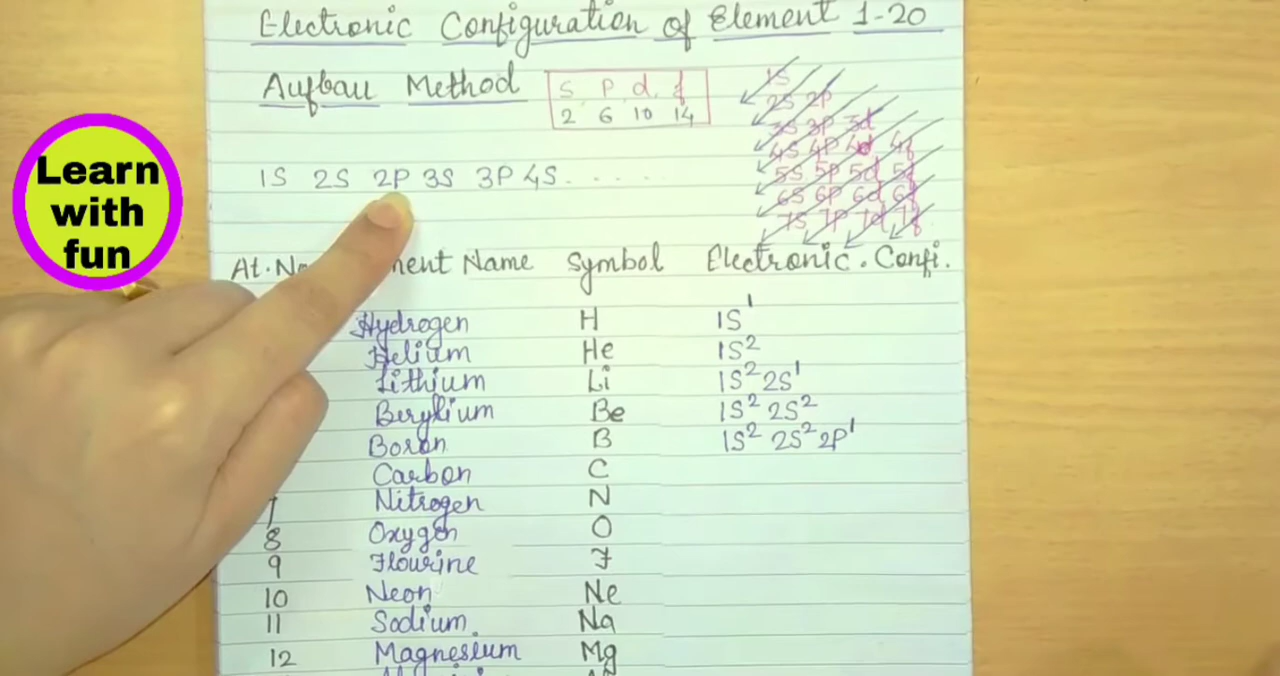 Electronic Configuration of Element 1-20
Aufbau Method
S P d f
2 6 10 14
1S
2S 2P
3S 3P 3d
4S 4P 4d 4f
5S 5P 5d 5f
6S 6P 6d 6f
7S 7P 7d 7f
1S 2S 2P 3S 3P 4S . . . . . .
Learn
with
fun
At. Name Symbol Electronic . Confi.
Hydrogen H 1S¹
Helium He 1S²
Lithium Li 1S² 2S¹
Berylium Be 1S² 2S²
Boron B 1S² 2S² 2P¹
Carbon C
7 Nitrogen N
8 Oxygen O
9 Flourine F
10 Neon Ne
11 Sodium Na
12 Magnesium Mg